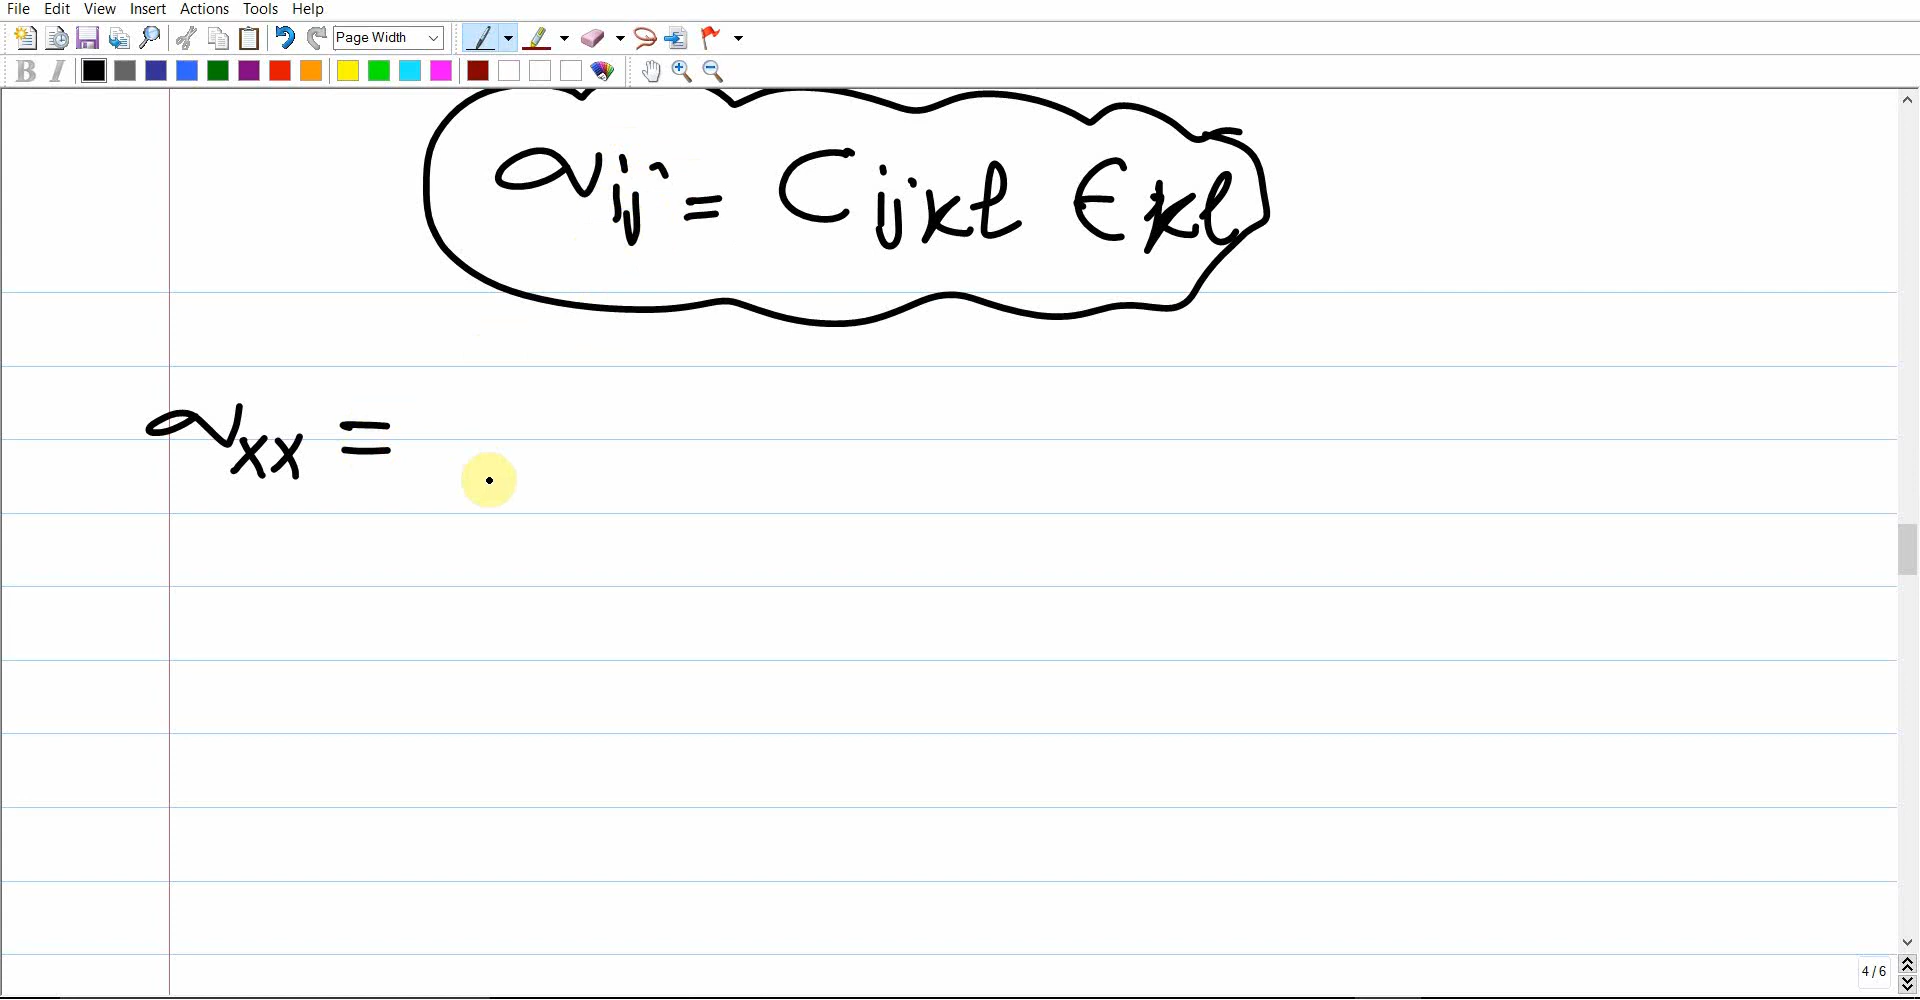 File Edit View Insert Actions Tools Help
Page Width
B I
σij = Cijkl ϵkl
σxx =
4 / 6